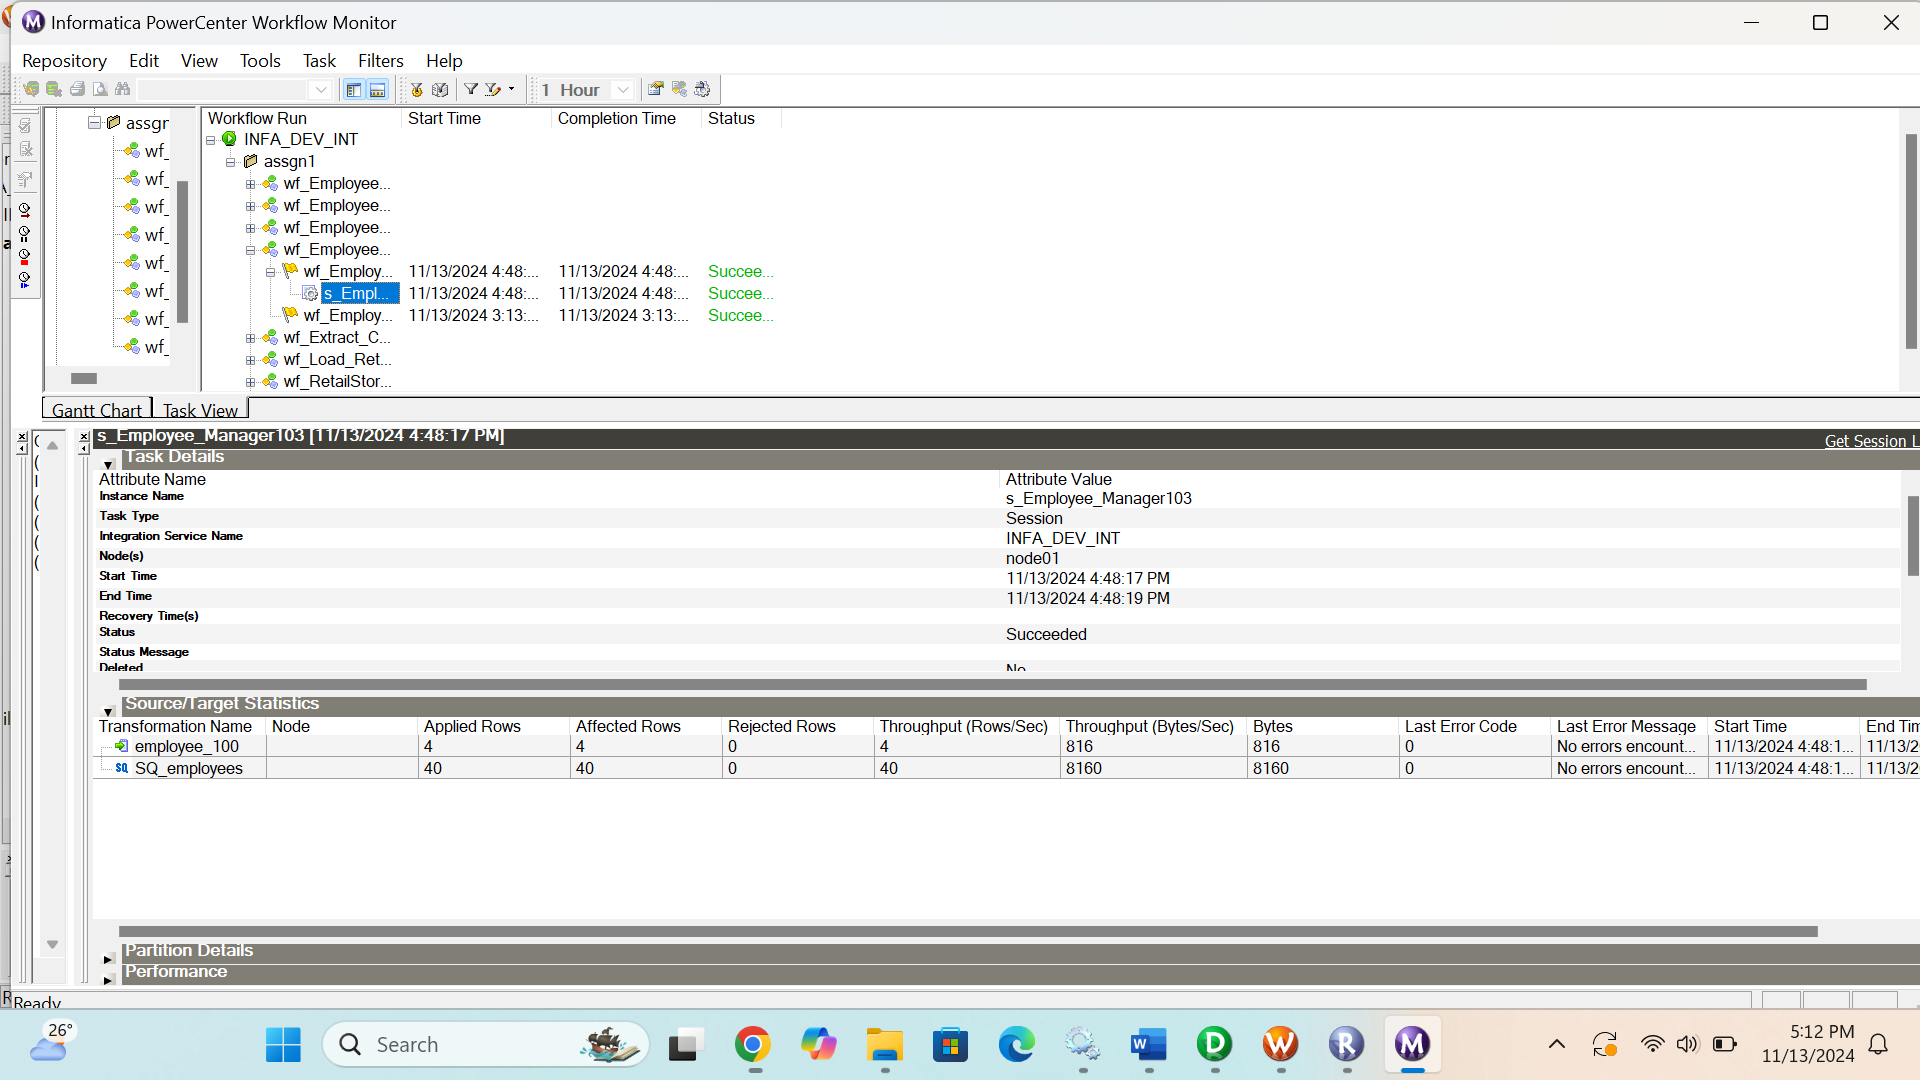 Informatica PowerCenter Workflow Monitor
Repository Edit View Tools Task Filters Help
1 Hour
assgr
wf_
wf_
wf_
wf_
wf_
wf_
wf_
wf_
Workflow Run Start Time Completion Time Status
INFA_DEV_INT
assgn1
wf_Employee...
wf_Employee...
wf_Employee...
wf_Employee...
wf_Employ... 11/13/2024 4:48:... 11/13/2024 4:48:... Succee...
s_Empl... 11/13/2024 4:48:... 11/13/2024 4:48:... Succee...
wf_Employ... 11/13/2024 3:13:... 11/13/2024 3:13:... Succee...
wf_Extract_C...
wf_Load_Ret...
wf_RetailStor...
Gantt Chart Task View
s_Employee_Manager103 [11/13/2024 4:48:17 PM] Get Session L
Task Details
Attribute Name Attribute Value
Instance Name s_Employee_Manager103
Task Type Session
Integration Service Name INFA_DEV_INT
Node(s) node01
Start Time 11/13/2024 4:48:17 PM
End Time 11/13/2024 4:48:19 PM
Recovery Time(s)
Status Succeeded
Status Message
Deleted No
Source/Target Statistics
Transformation Name Node Applied Rows Affected Rows Rejected Rows Throughput (Rows/Sec) Throughput (Bytes/Sec) Bytes Last Error Code Last Error Message Start Time End Tim
employee_100 4 4 0 4 816 816 0 No errors encount... 11/13/2024 4:48:1... 11/13/2
SQ SQ_employees 40 40 0 40 8160 8160 0 No errors encount... 11/13/2024 4:48:1... 11/13/2
Partition Details
Performance
Ready
26°
Search
5:12 PM
11/13/2024